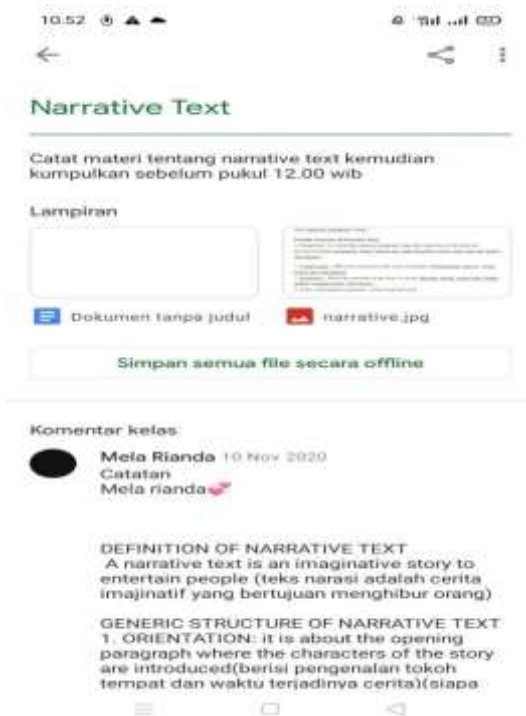 10.52
Narrative Text
Catat materi tentang narrative text kemudian
kumpulkan sebelum pukul 12.00 wib
Lampiran
Dokumen tanpa judul
narrative.jpg
Simpan semua file secara offline
Komentar kelas
Mela Rianda 10 Nov 2020
Catatan
Mela rianda💞
DEFINITION OF NARRATIVE TEXT
A narrative text is an imaginative story to
entertain people (teks narasi adalah cerita
imajinatif yang bertujuan menghibur orang)
GENERIC STRUCTURE OF NARRATIVE TEXT
1. ORIENTATION: it is about the opening
paragraph where the characters of the story
are introduced(berisi pengenalan tokoh
tempat dan waktu terjadinya cerita)(siapa